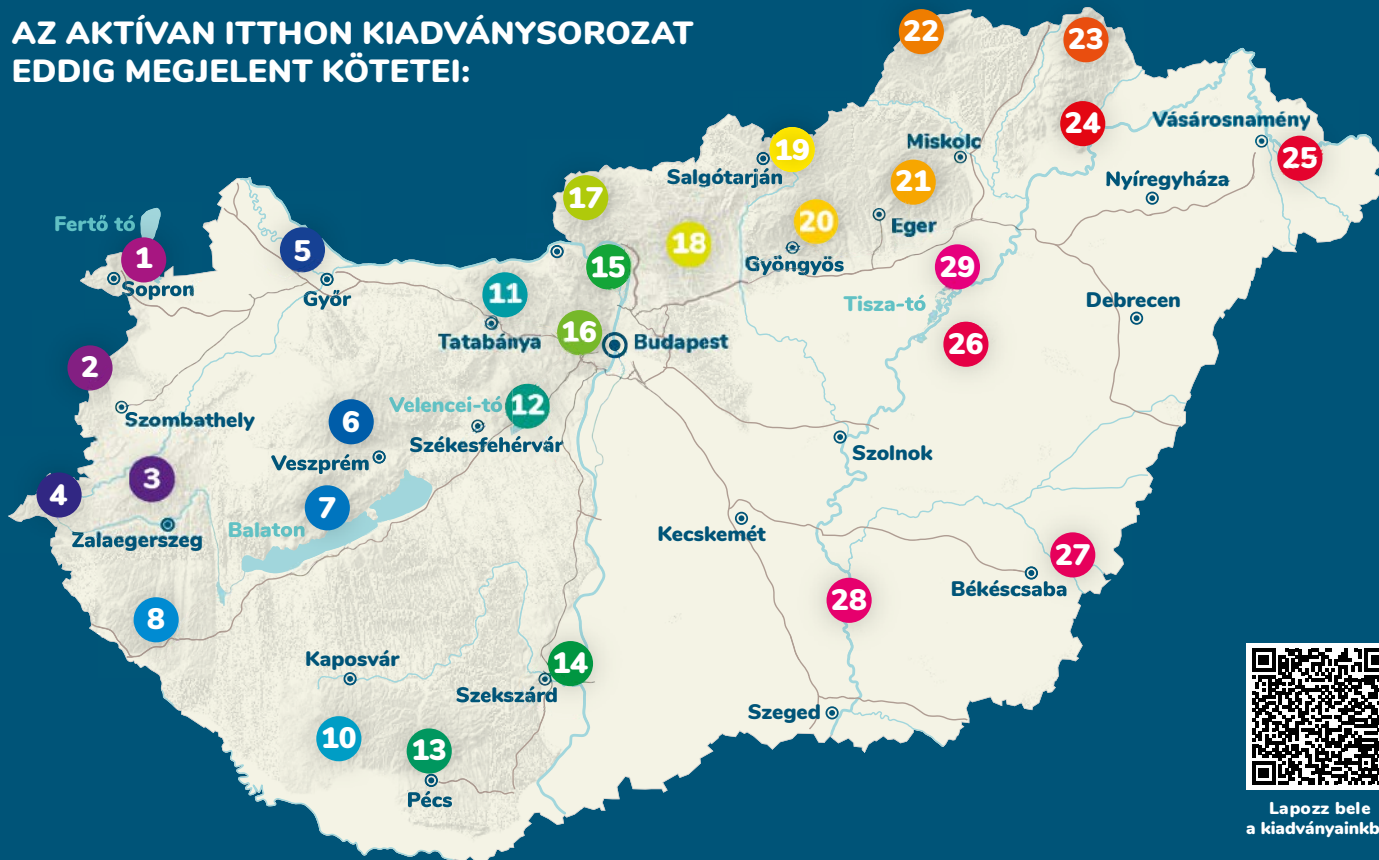 AZ AKTÍVAN ITTHON KIADVÁNYSOROZAT
EDDIG MEGJELENT KÖTETEI:
22
23
24
Vásárosnamény
25
19
Miskolc
Salgótarján
21
Nyíregyháza
17
Fertő tó
20
Eger
18
Gyöngyös
5
1
15
29
Sopron
Győr
11
Tisza-tó
Debrecen
16
Tatabánya
Budapest
26
2
Velencei-tó
12
Szombathely
6
Székesfehérvár
Veszprém
Szolnok
3
4
7
Balaton
Zalaegerszeg
Kecskemét
27
Békéscsaba
28
8
Kaposvár
14
Szekszárd
Szeged
10
13
Pécs
Lapozz bele
a kiadványainkb